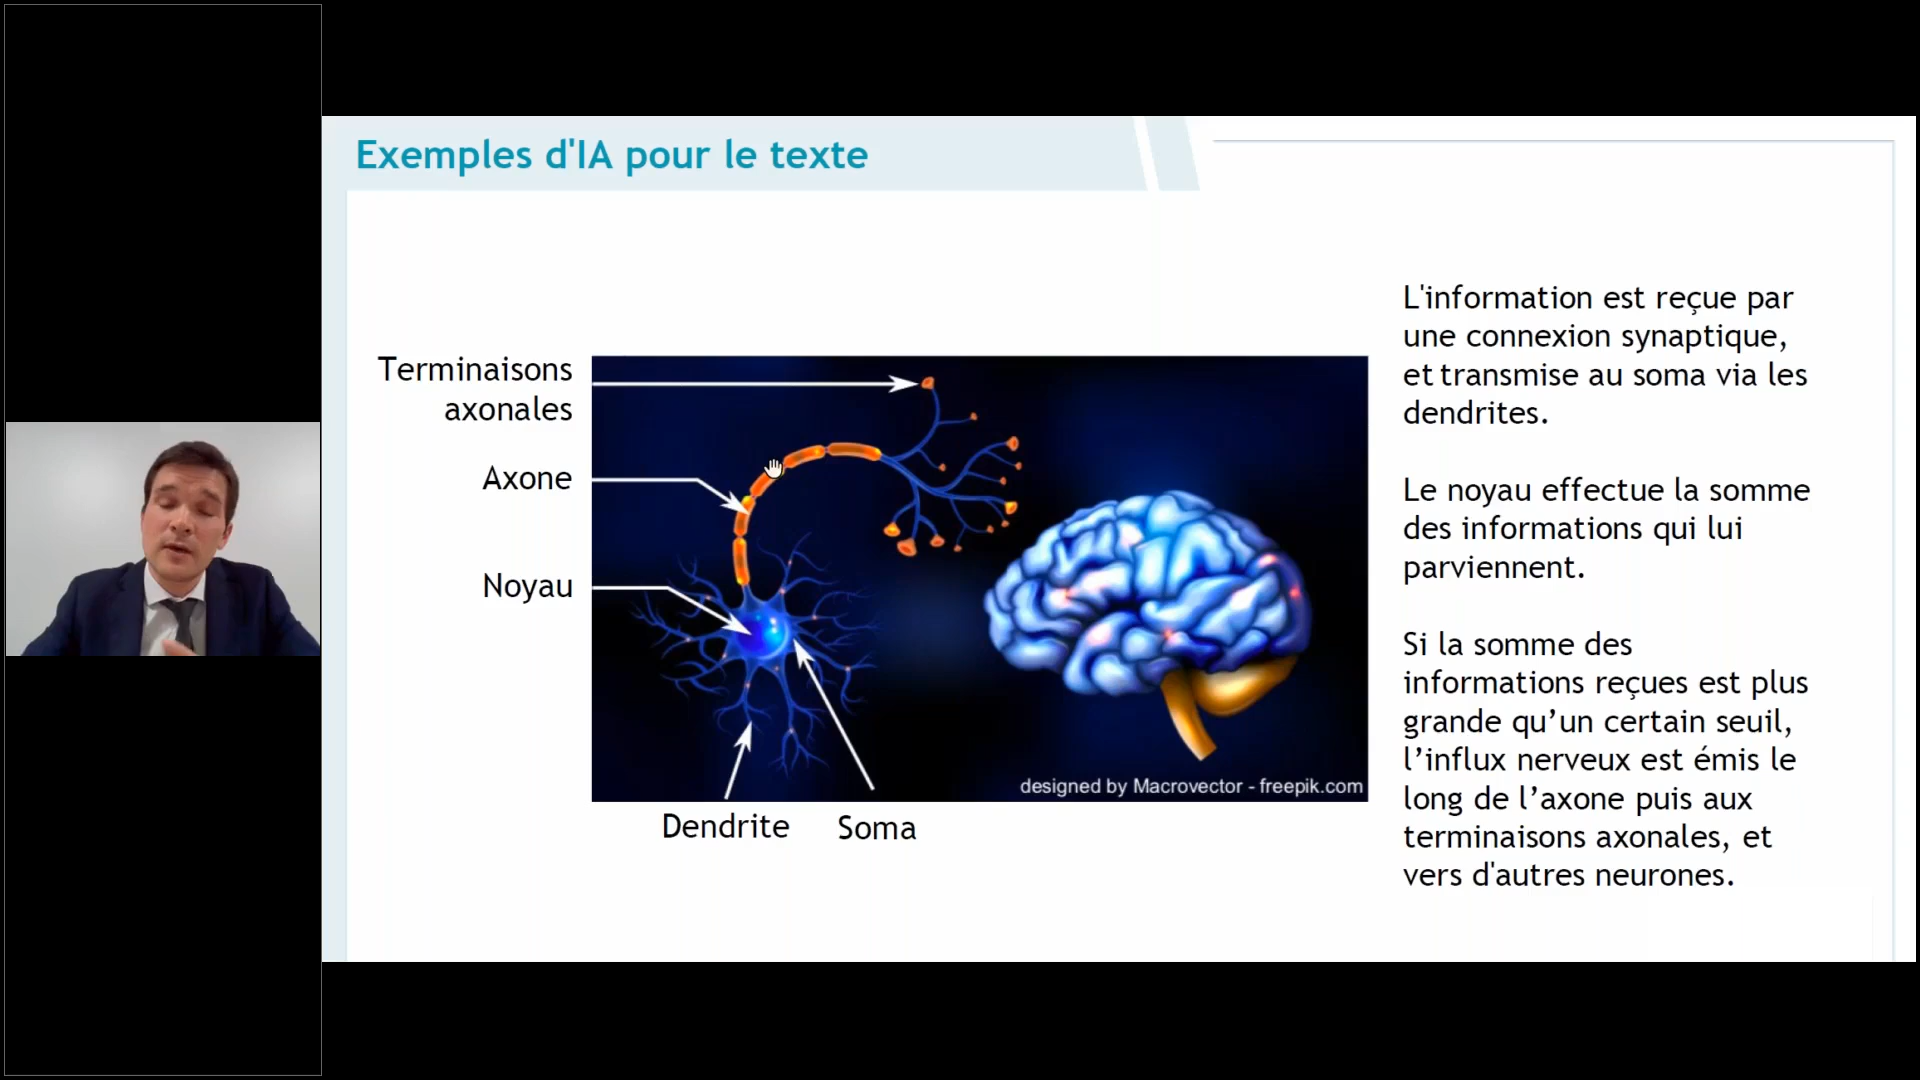 Exemples d'IA pour le texte
Terminaisons
axonales
Axone
Noyau
Dendrite
Soma
designed by Macrovector - freepik.com
L'information est reçue par
une connexion synaptique,
et transmise au soma via les
dendrites.
Le noyau effectue la somme
des informations qui lui
parviennent.
Si la somme des
informations reçues est plus
grande qu’un certain seuil,
l’influx nerveux est émis le
long de l’axone puis aux
terminaisons axonales, et
vers d'autres neurones.